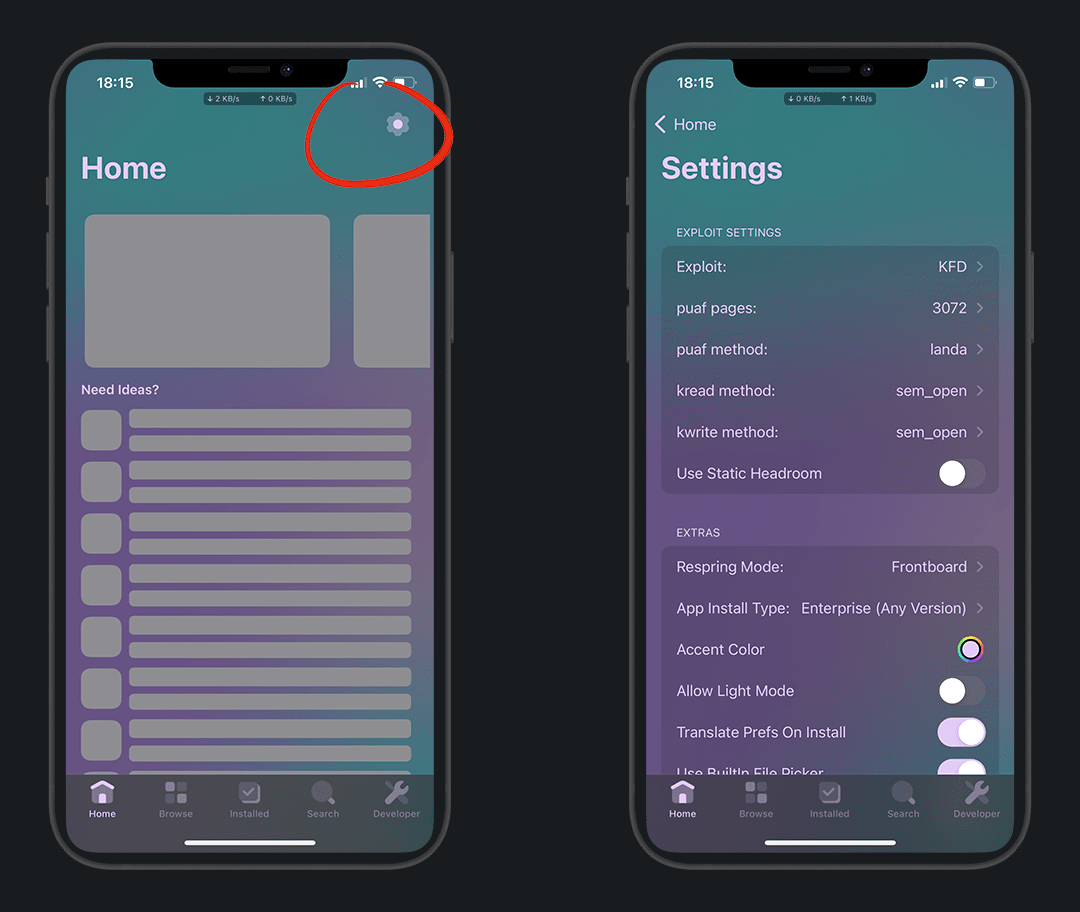 18:15
↓ 2 KB/s ↑ 0 KB/s
Home
Need Ideas?
Home Browse Installed Search Developer
18:15
↓ 0 KB/s ↑ 1 KB/s
Home
Settings
EXPLOIT SETTINGS
Exploit: KFD
puaf pages: 3072
puaf method: landa
kread method: sem_open
kwrite method: sem_open
Use Static Headroom
EXTRAS
Respring Mode: Frontboard
App Install Type: Enterprise (Any Version)
Accent Color
Allow Light Mode
Translate Prefs On Install
Use BuiltIn File Picker
Home Browse Installed Search Developer